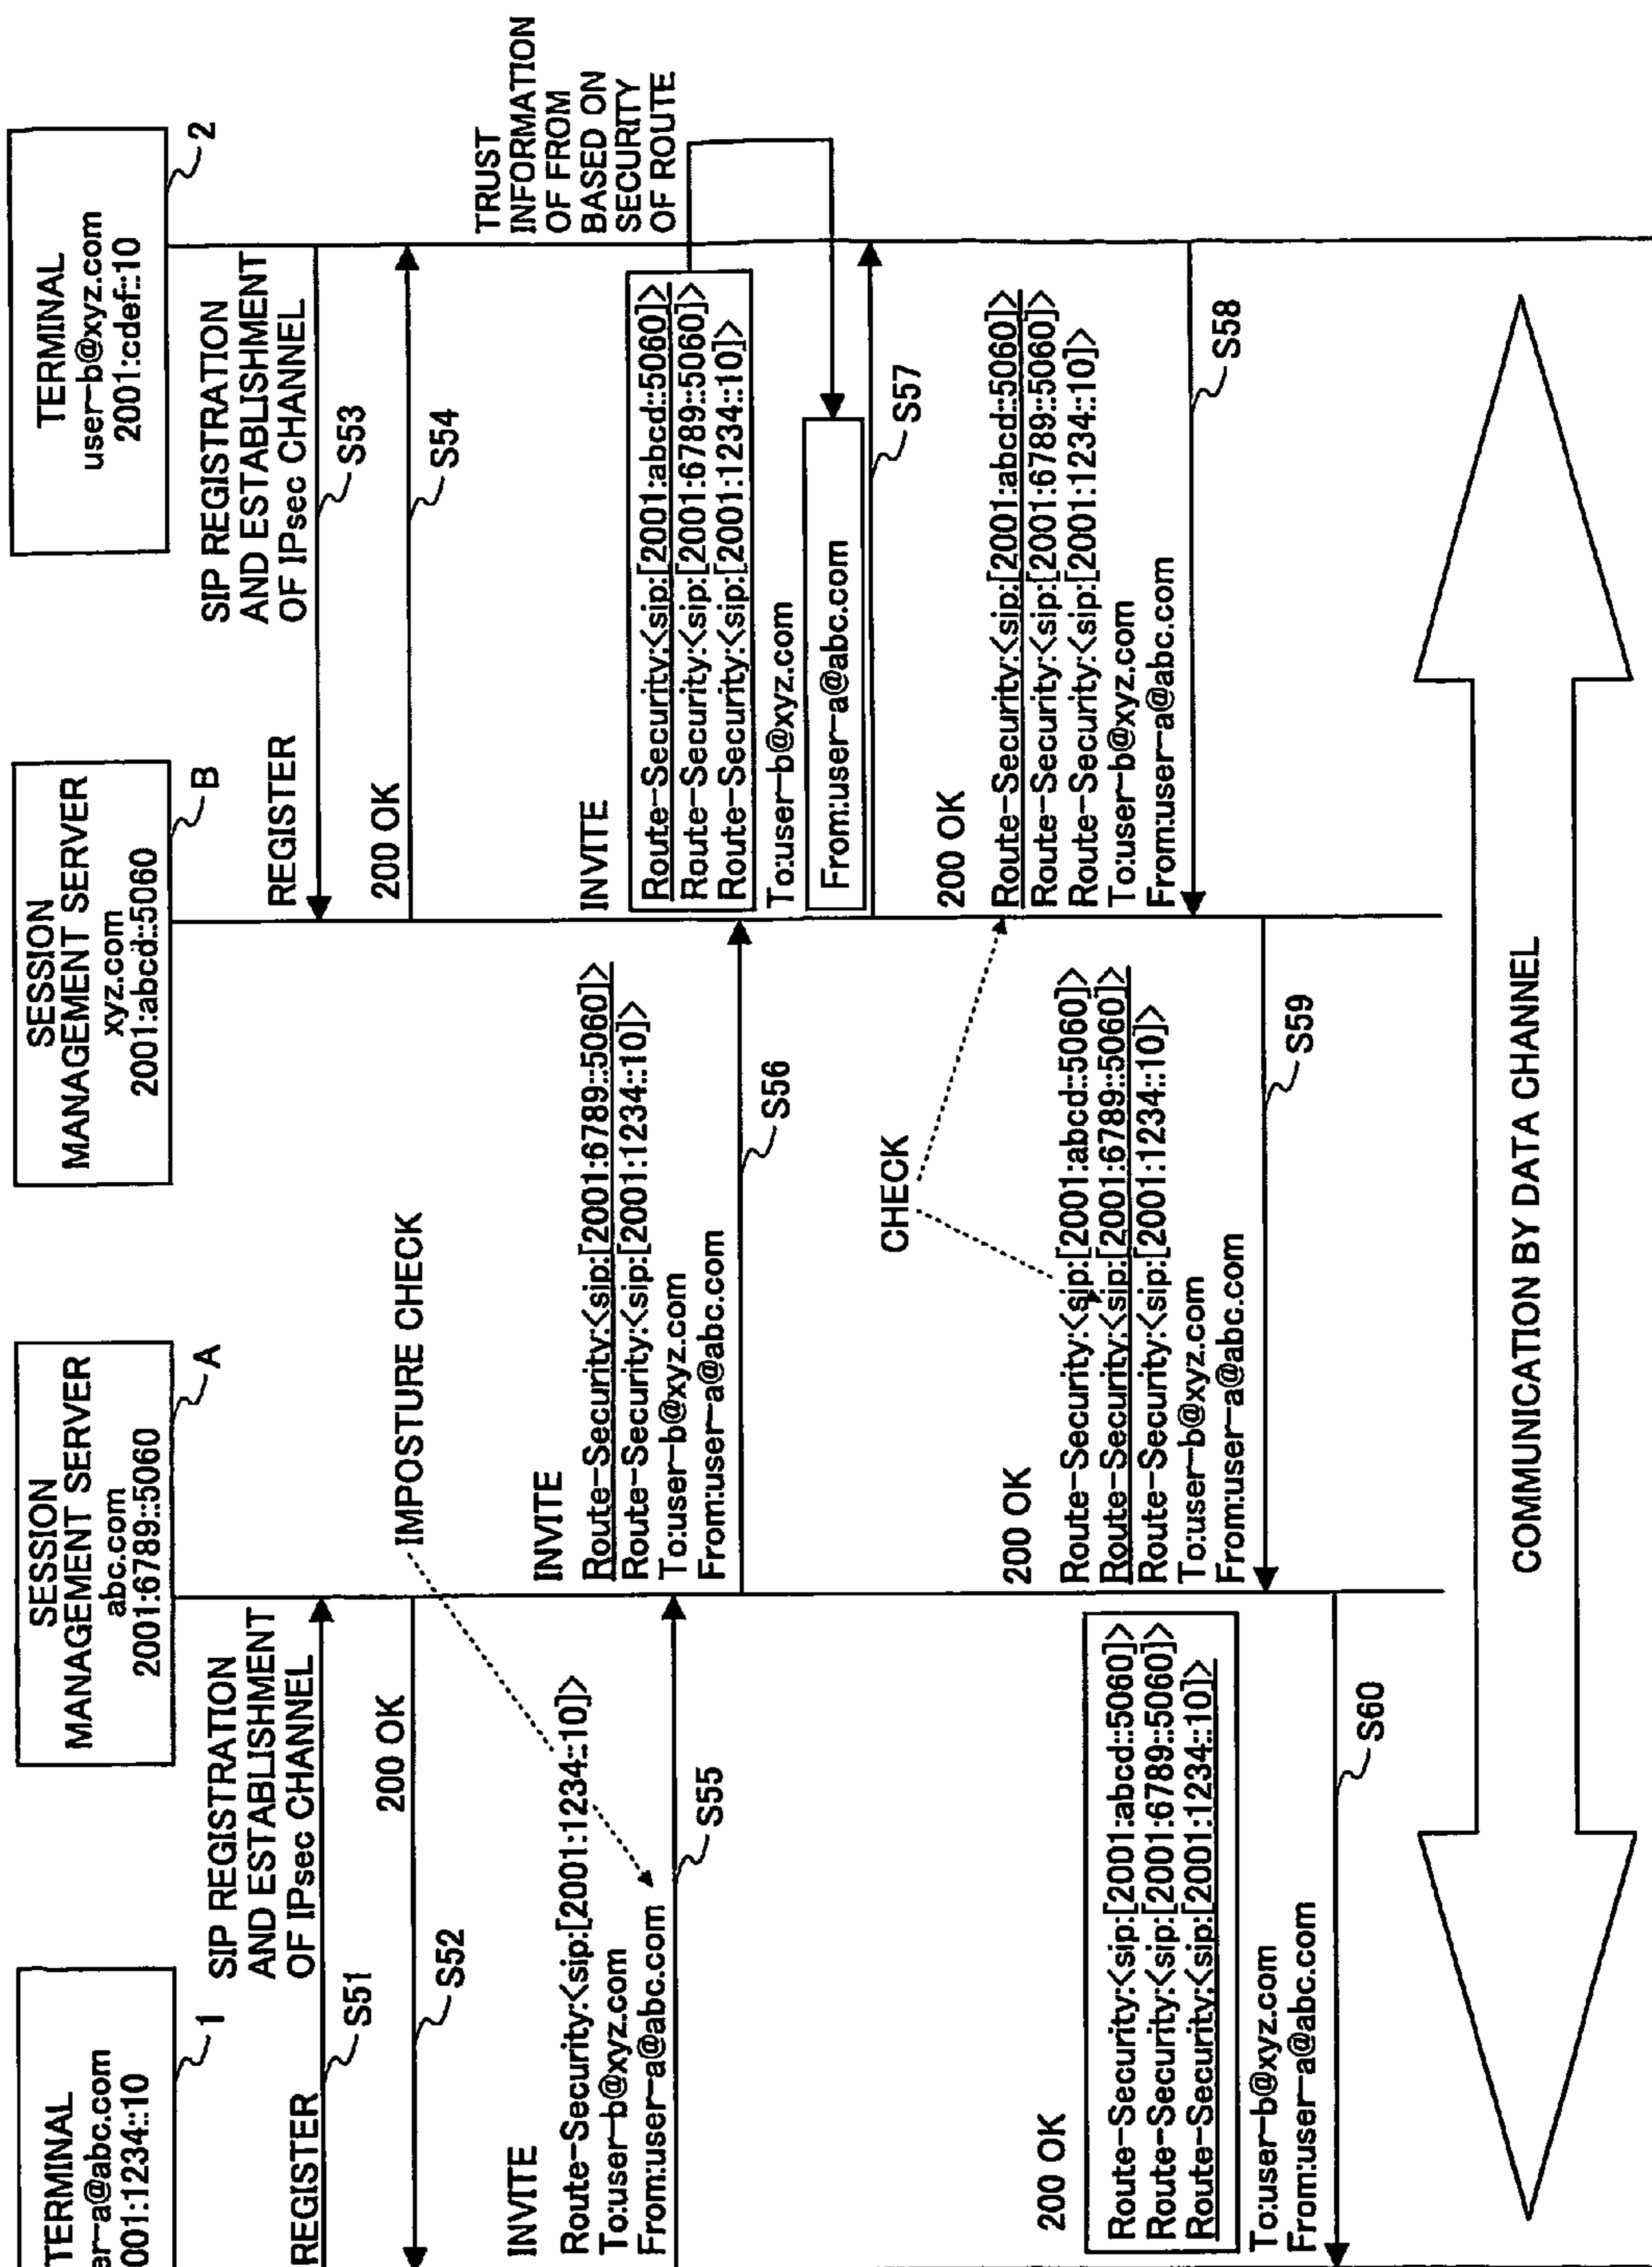 TERMINAL
er-a@abc.com
001:1234::10
1
SESSION
MANAGEMENT SERVER
abc.com
2001:6789::5060
A
SESSION
MANAGEMENT SERVER
xyz.com
2001:abcd::5060
B
TERMINAL
user-b@xyz.com
2001:cdef::10
2
REGISTER
SIP REGISTRATION
AND ESTABLISHMENT
OF IPsec CHANNEL
S51
200 OK
S52
REGISTER
SIP REGISTRATION
AND ESTABLISHMENT
OF IPsec CHANNEL
S53
200 OK
S54
IMPOSTURE CHECK
INVITE
Route-Security:<sip:[2001:1234::10]>
To:user-b@xyz.com
From:user-a@abc.com
S55
INVITE
Route-Security:<sip:[2001:6789::5060]>
Route-Security:<sip:[2001:1234::10]>
To:user-b@xyz.com
From:user-a@abc.com
S56
TRUST
INFORMATION
OF FROM
BASED ON
SECURITY
OF ROUTE
INVITE
Route-Security:<sip:[2001:abcd::5060]>
Route-Security:<sip:[2001:6789::5060]>
Route-Security:<sip:[2001:1234::10]>
To:user-b@xyz.com
From:user-a@abc.com
S57
200 OK
Route-Security:<sip:[2001:abcd::5060]>
Route-Security:<sip:[2001:6789::5060]>
Route-Security:<sip:[2001:1234::10]>
To:user-b@xyz.com
From:user-a@abc.com
S58
CHECK
200 OK
Route-Security:<sip:[2001:abcd::5060]>
Route-Security:<sip:[2001:6789::5060]>
Route-Security:<sip:[2001:1234::10]>
To:user-b@xyz.com
From:user-a@abc.com
S59
200 OK
Route-Security:<sip:[2001:abcd::5060]>
Route-Security:<sip:[2001:6789::5060]>
Route-Security:<sip:[2001:1234::10]>
To:user-b@xyz.com
From:user-a@abc.com
S60
COMMUNICATION BY DATA CHANNEL